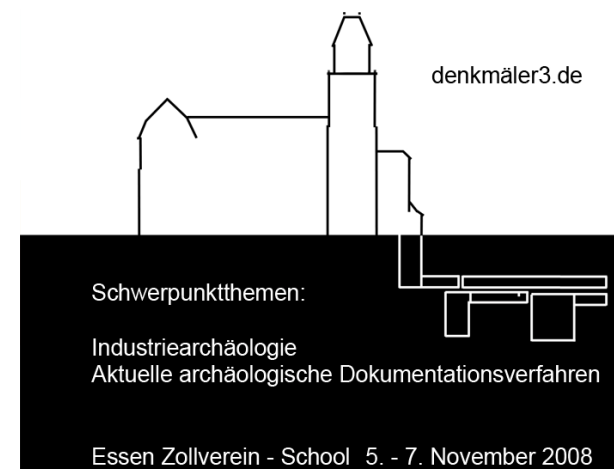 denkmäler3.de
Schwerpunktthemen:
Industriearchäologie
Aktuelle archäologische Dokumentationsverfahren
Essen Zollverein - School 5. - 7. November 2008